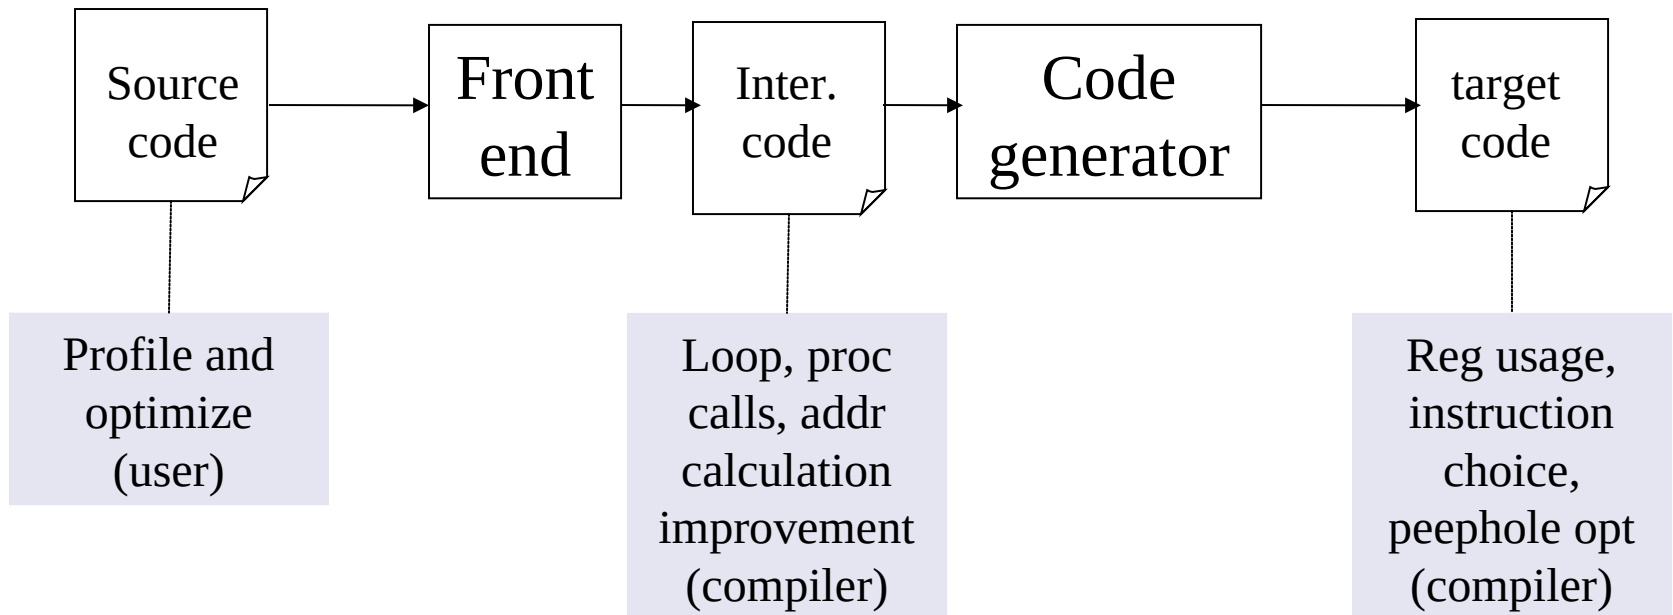 Source
code
Front
end
Inter.
code
Code
generator
target
code
Profile and
optimize
(user)
Loop, proc
calls, addr
calculation
improvement
(compiler)
Reg usage,
instruction
choice,
peephole opt
(compiler)